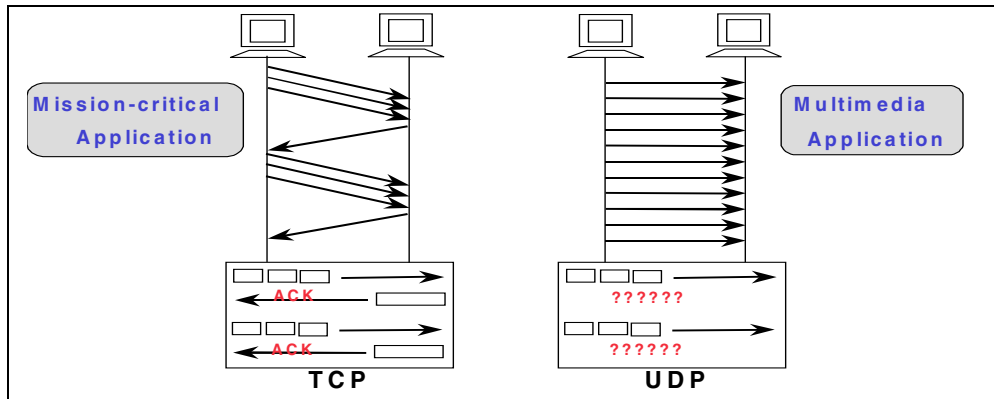 Mission-critical
Application
Multimedia
Application
ACK
??????
ACK
??????
TCP
UDP